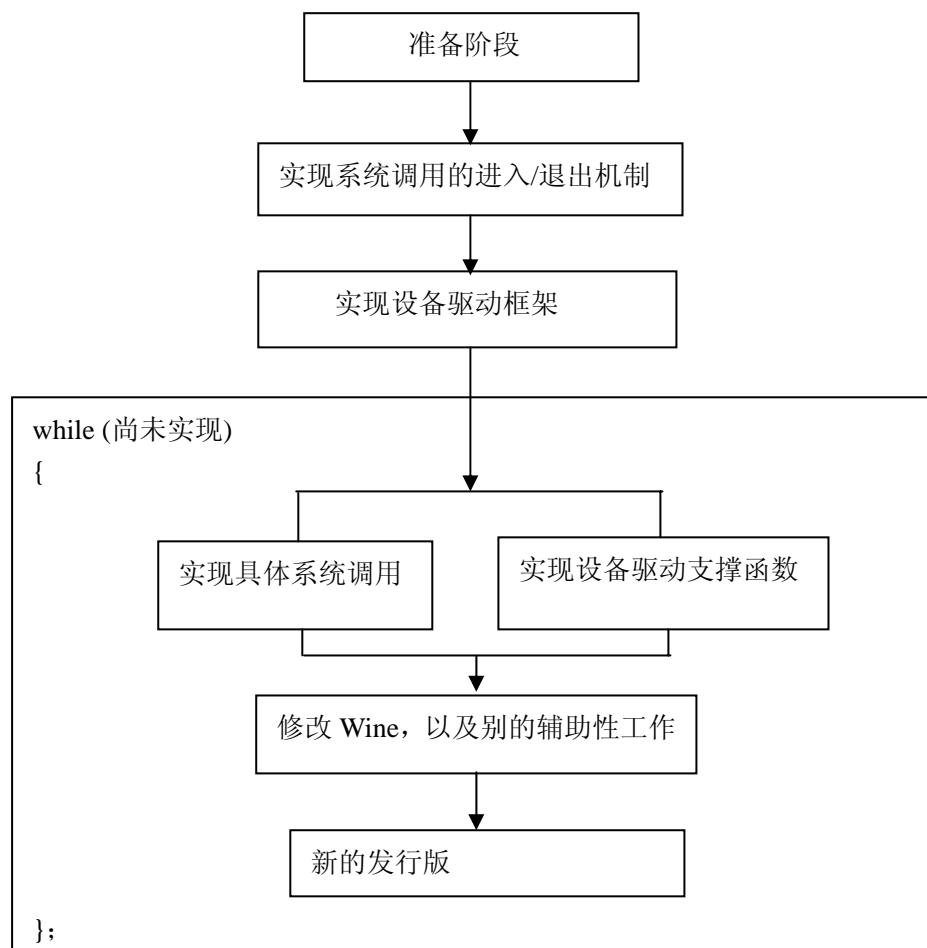 准备阶段
实现系统调用的进入/退出机制
实现设备驱动框架
while (尚未实现)
{
实现具体系统调用
实现设备驱动支撑函数
修改 Wine，以及别的辅助性工作
新的发行版
};